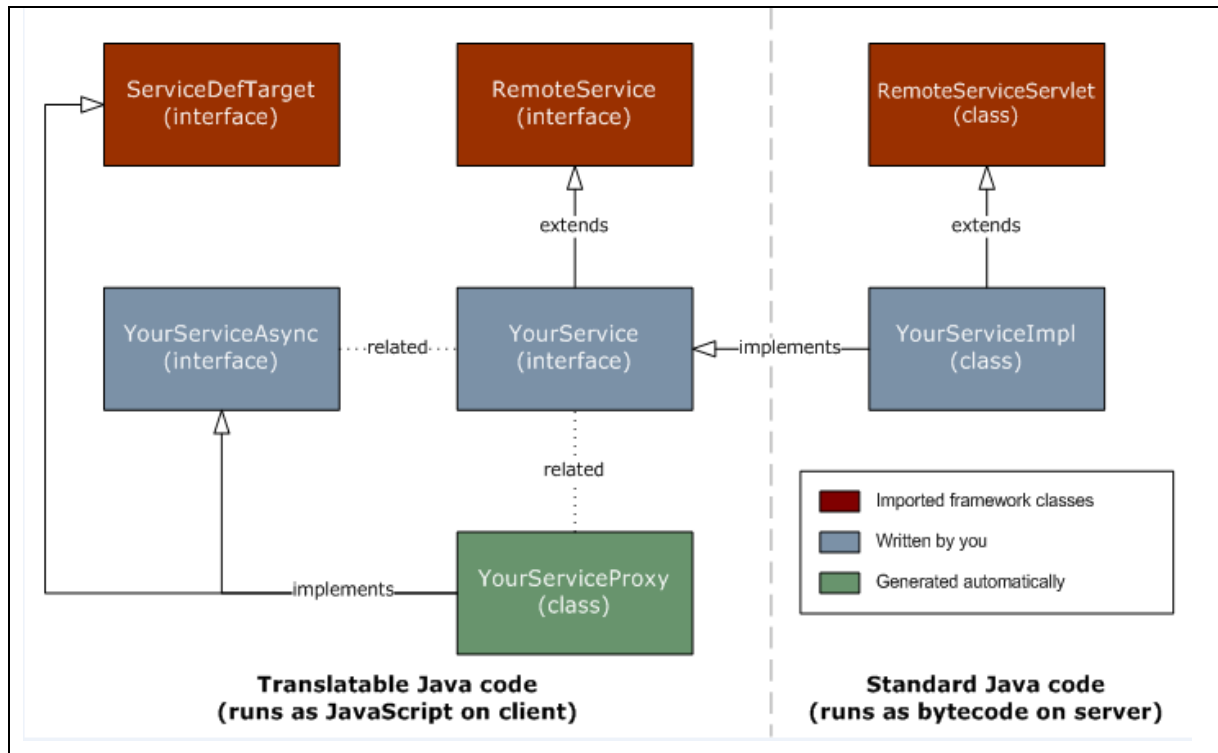 ServiceDefTarget
(interface)
RemoteService
(interface)
RemoteServiceServlet
(class)
extends
extends
YourServiceAsync
(interface)
related
YourService
(interface)
implements
YourServiceImpl
(class)
related
Imported framework classes
Written by you
Generated automatically
implements
YourServiceProxy
(class)
Translatable Java code
(runs as JavaScript on client)
Standard Java code
(runs as bytecode on server)